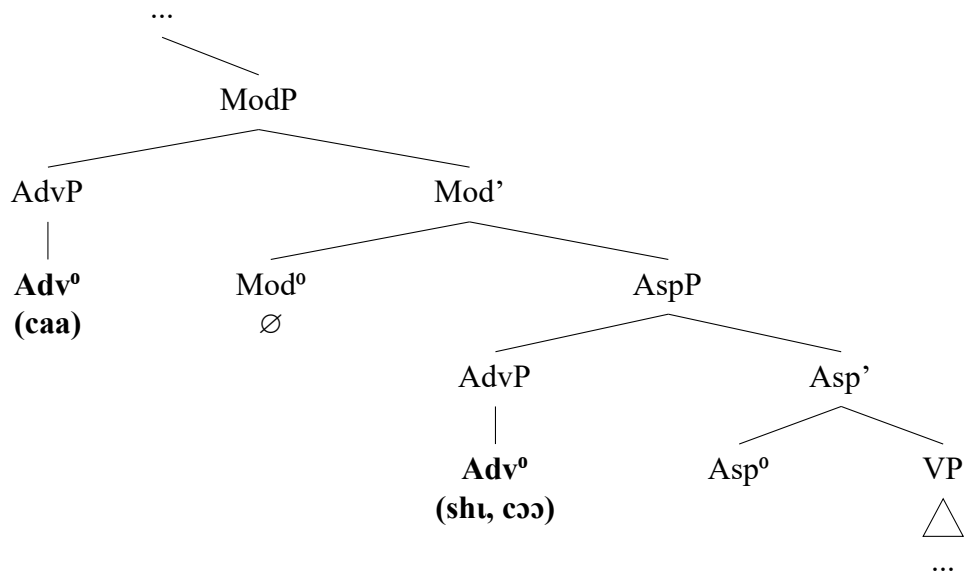 ...
ModP
AdvP Mod’
Adv⁰ Mod⁰ AspP
(caa) ∅
AdvP Asp’
Adv⁰ Asp⁰ VP
(shɩ, cɔɔ)
...